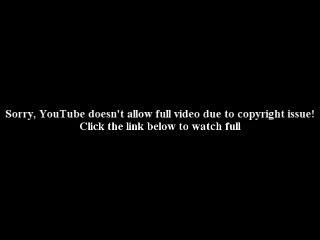 Sorry, YouTube doesn't allow full video due to copyright issue!
Click the link below to watch full